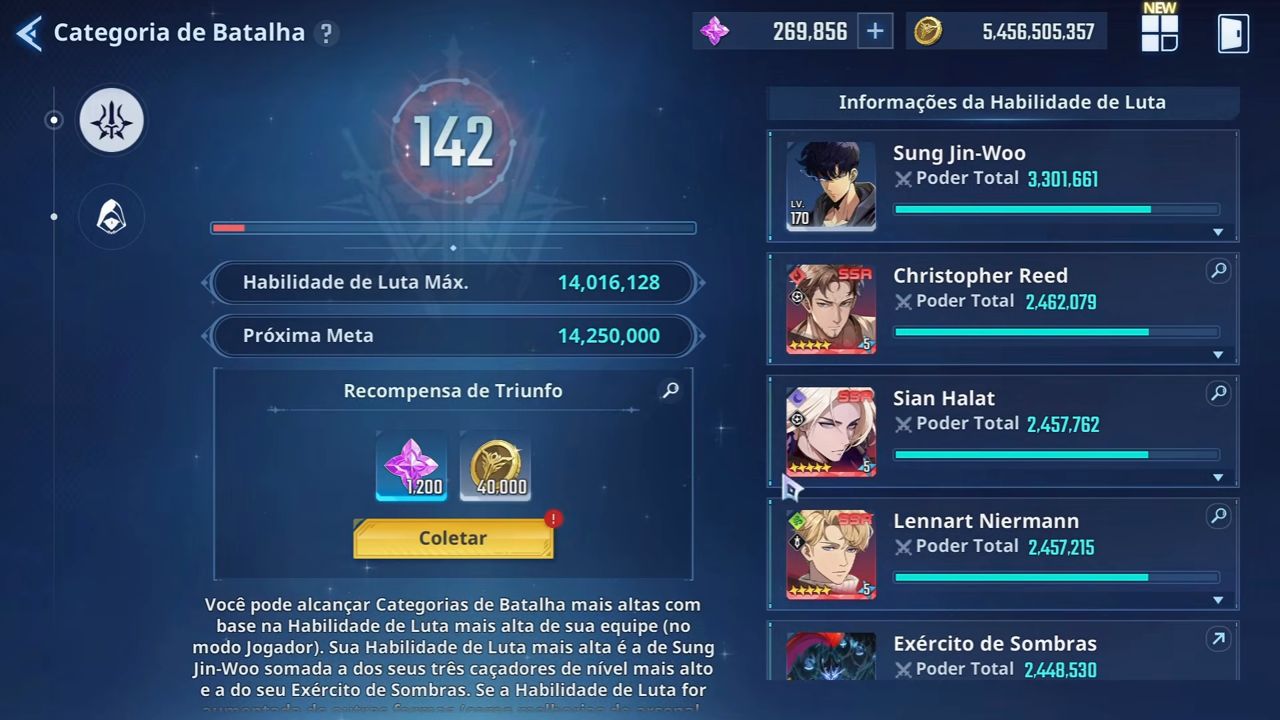 Categoria de Batalha ?
269,856 +
5,456,505,357
NEW
142
Habilidade de Luta Máx. 14,016,128
Próxima Meta 14,250,000
Recompensa de Triunfo
1,200 40,000
Coletar !
Você pode alcançar Categorias de Batalha mais altas com
base na Habilidade de Luta mais alta de sua equipe (no
modo Jogador). Sua Habilidade de Luta mais alta é a de Sung
Jin-Woo somada a dos seus três caçadores de nível mais alto
e a do seu Exército de Sombras. Se a Habilidade de Luta for
Informações da Habilidade de Luta
Sung Jin-Woo
Poder Total 3,301,661
LV.
170
Christopher Reed
Poder Total 2,462,079
SSR
5
Sian Halat
Poder Total 2,457,762
SSR
5
Lennart Niermann
Poder Total 2,457,215
SSR
5
Exército de Sombras
Poder Total 2,448,530